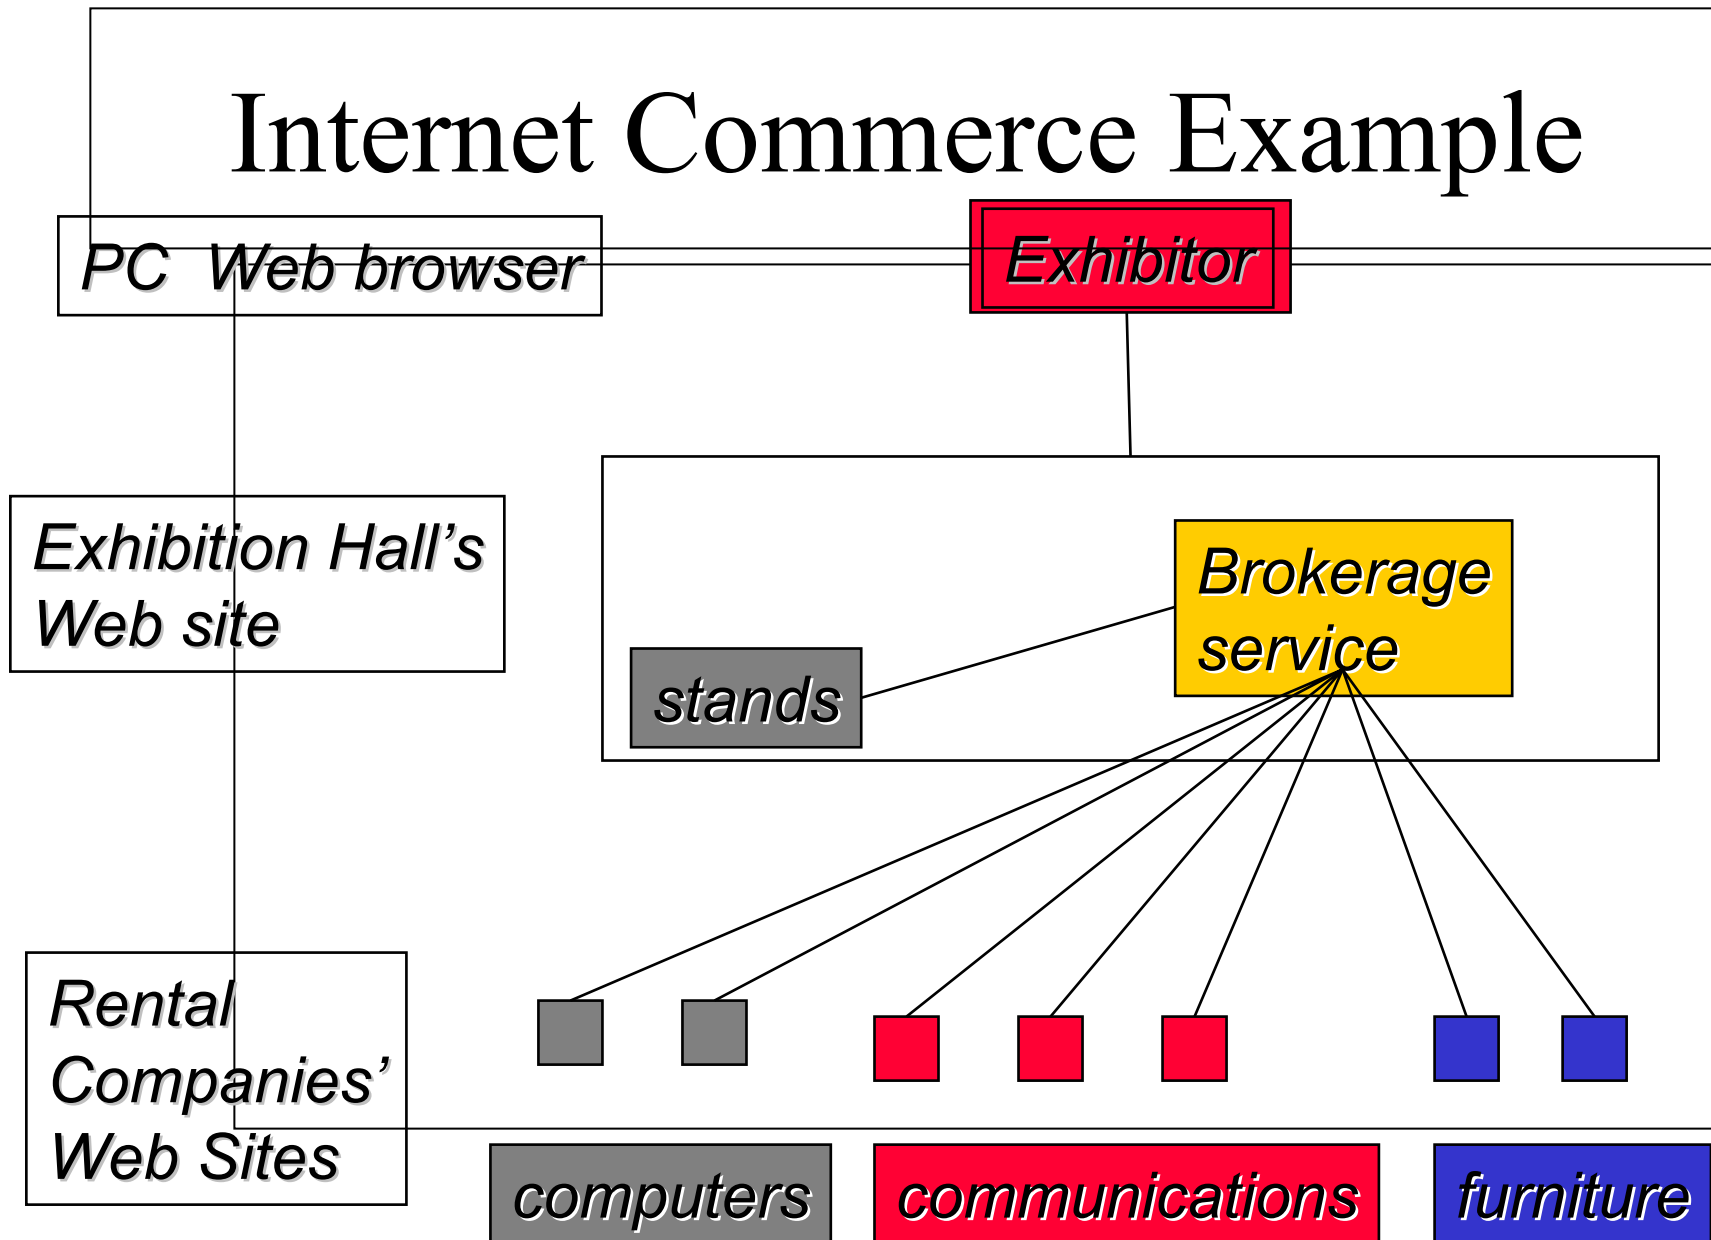 Internet Commerce Example
PC  Web browser
Exhibitor
Exhibition Hall’s
Web site
Brokerage
service
stands
Rental
Companies’
Web Sites
computers
communications
furniture